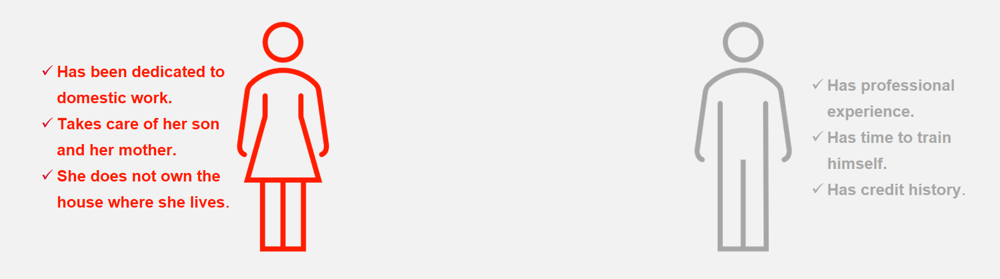 ✓ Has been dedicated to
domestic work.
✓ Takes care of her son
and her mother.
✓ She does not own the
house where she lives.
✓ Has professional
experience.
✓ Has time to train
himself.
✓ Has credit history.